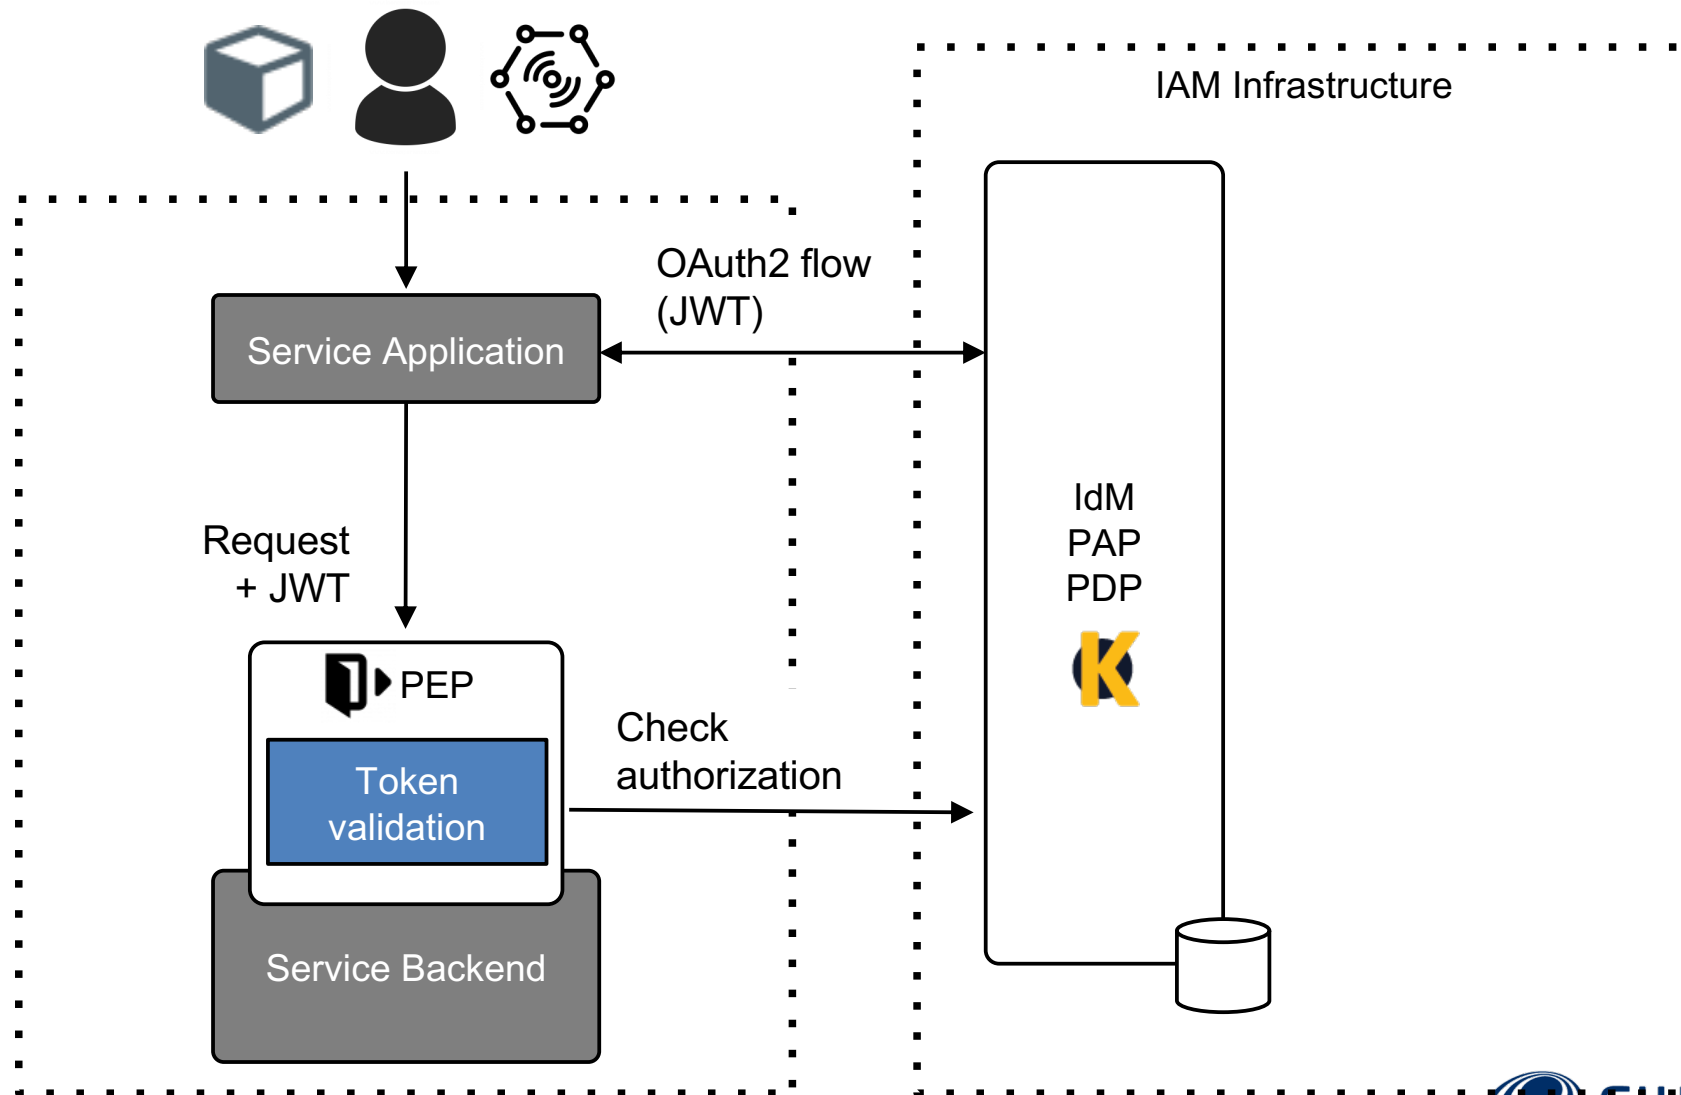 IAM Infrastructure
OAuth2 flow
(JWT)
Service Application
Request
+ JWT
IdM
PAP
PDP
K
PEP
Token
validation
Check
authorization
Service Backend